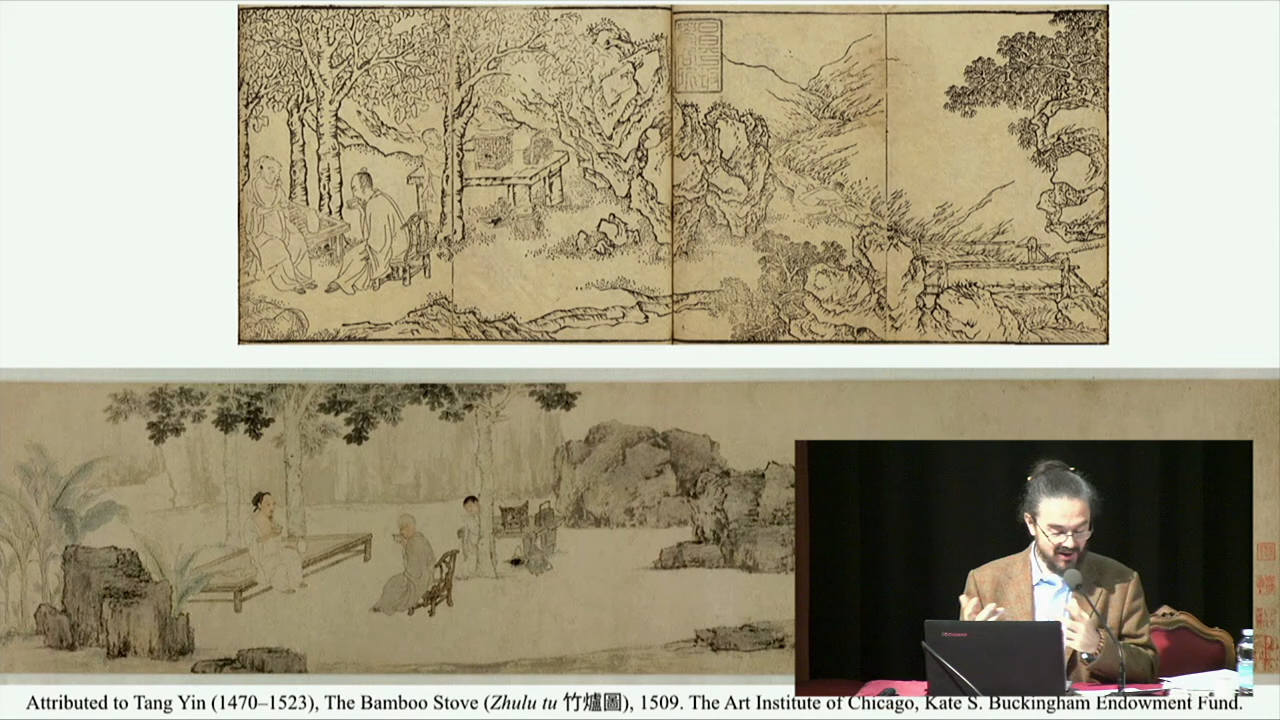 Attributed to Tang Yin (1470–1523), The Bamboo Stove (Zhulu tu 竹爐圖), 1509. The Art Institute of Chicago, Kate S. Buckingham Endowment Fund.
lenovo